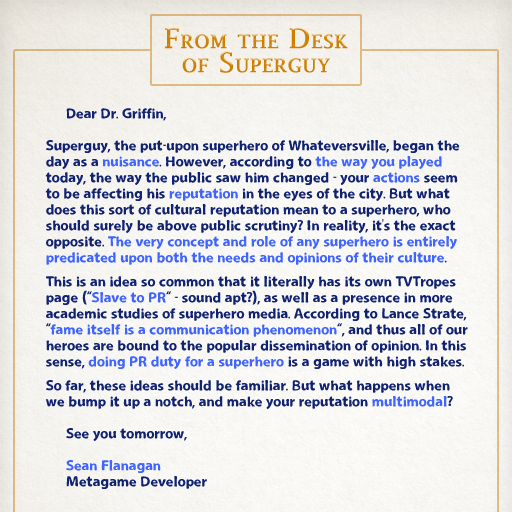 From the Desk
of Superguy
Dear Dr. Griffin,
Superguy, the put-upon superhero of Whateversville, began the
day as a nuisance. However, according to the way you played
today, the way the public saw him changed - your actions seem
to be affecting his reputation in the eyes of the city. But what
does this sort of cultural reputation mean to a superhero, who
should surely be above public scrutiny? In reality, it's the exact
opposite. The very concept and role of any superhero is entirely
predicated upon both the needs and opinions of their culture.
This is an idea so common that it literally has its own TVTropes
page ("Slave to PR" - sound apt?), as well as a presence in more
academic studies of superhero media. According to Lance Strate,
"fame itself is a communication phenomenon", and thus all of our
heroes are bound to the popular dissemination of opinion. In this
sense, doing PR duty for a superhero is a game with high stakes.
So far, these ideas should be familiar. But what happens when
we bump it up a notch, and make your reputation multimodal?
See you tomorrow,
Sean Flanagan
Metagame Developer